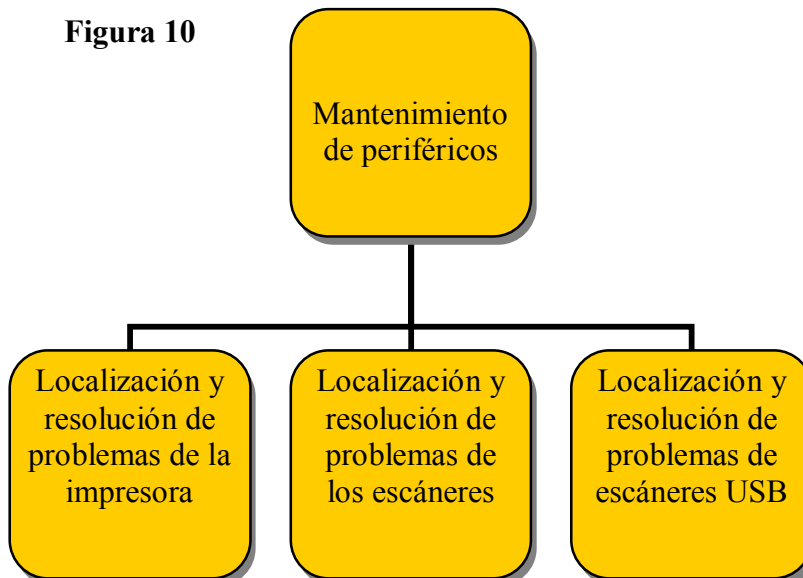 Figura 10
Mantenimiento
de periféricos
Localización y
resolución de
problemas de la
impresora
Localización y
resolución de
problemas de
los escáneres
Localización y
resolución de
problemas de
escáneres USB